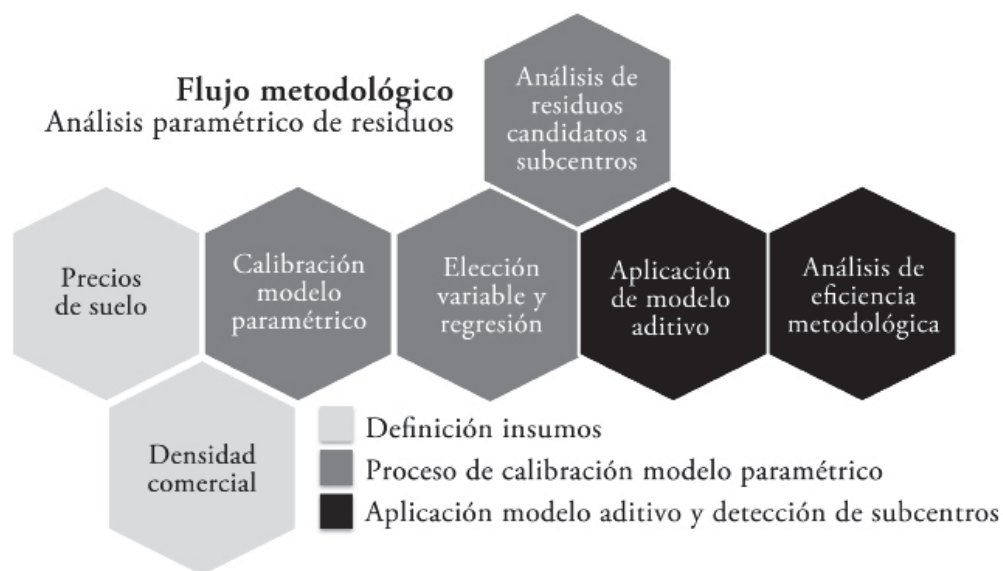 Flujo metodológico
Análisis paramétrico de residuos
Análisis de
residuos
candidatos a
subcentros
Precios
de suelo
Calibración
modelo
paramétrico
Elección
variable y
regresión
Aplicación
de modelo
aditivo
Análisis de
eficiencia
metodológica
Densidad
comercial
Definición insumos
Proceso de calibración modelo paramétrico
Aplicación modelo aditivo y detección de subcentros